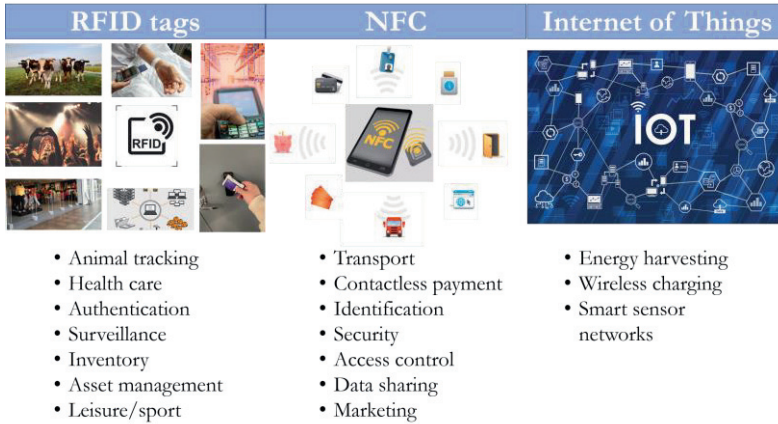 RFID tags
NFC
Internet of Things
RFID
NFC
IOT
• Animal tracking
• Health care
• Authentication
• Surveillance
• Inventory
• Asset management
• Leisure/sport
• Transport
• Contactless payment
• Identification
• Security
• Access control
• Data sharing
• Marketing
• Energy harvesting
• Wireless charging
• Smart sensor
networks